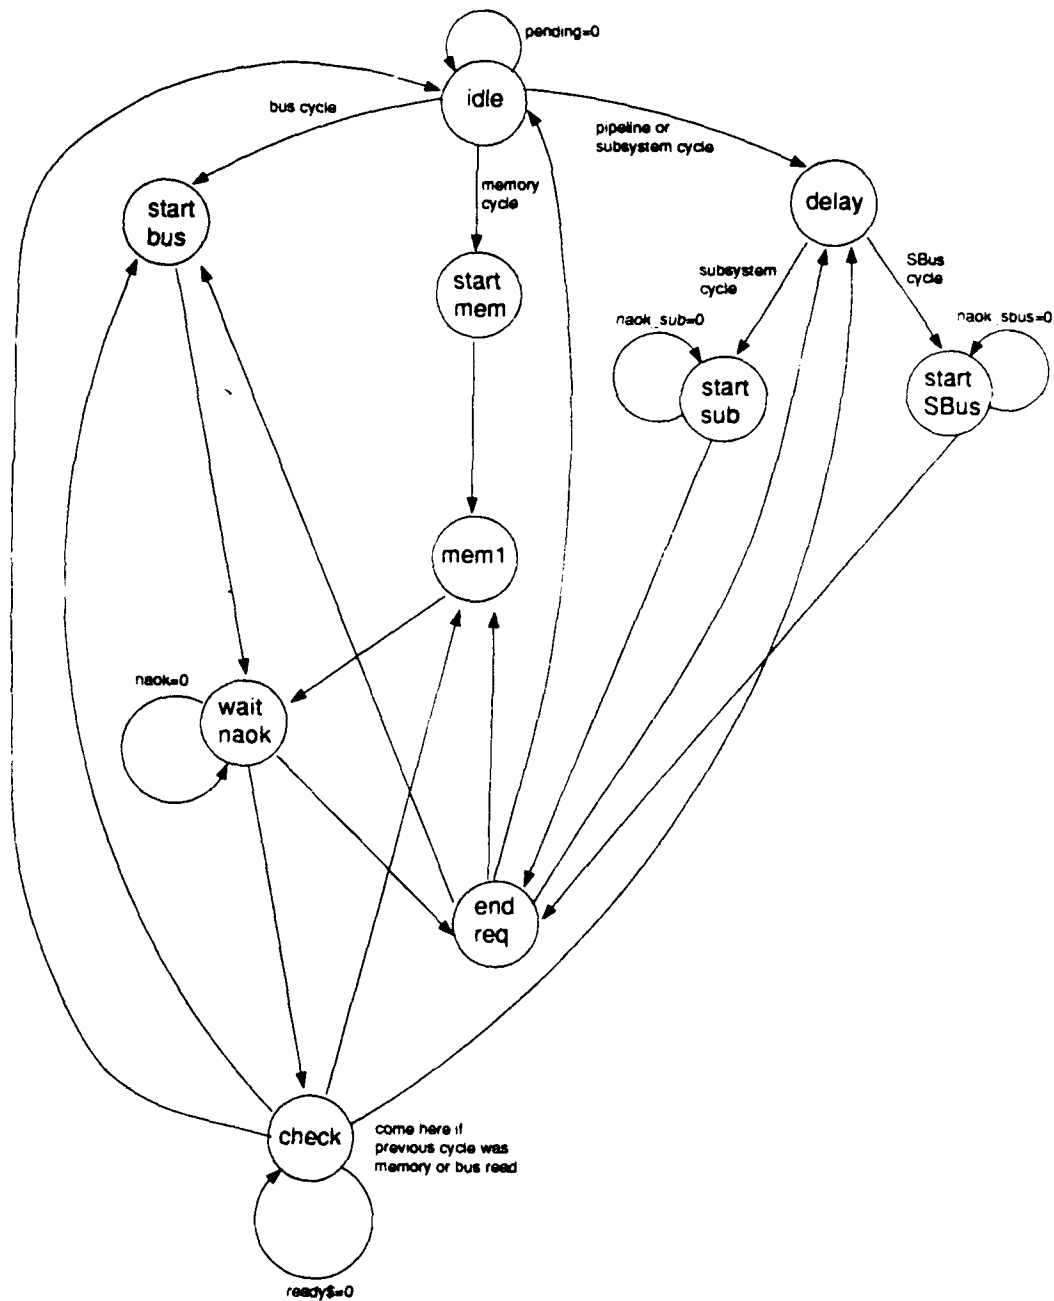 pending=0
idle
bus cycle
pipeline or
subsystem cycle
memory
cycle
start
bus
delay
start
mem
subsystem
cycle
SBus
cycle
naok_sub=0
naok_sbus=0
start
sub
start
SBus
mem1
naok=0
wait
naok
end
req
check
come here if
previous cycle was
memory or bus read
ready$=0